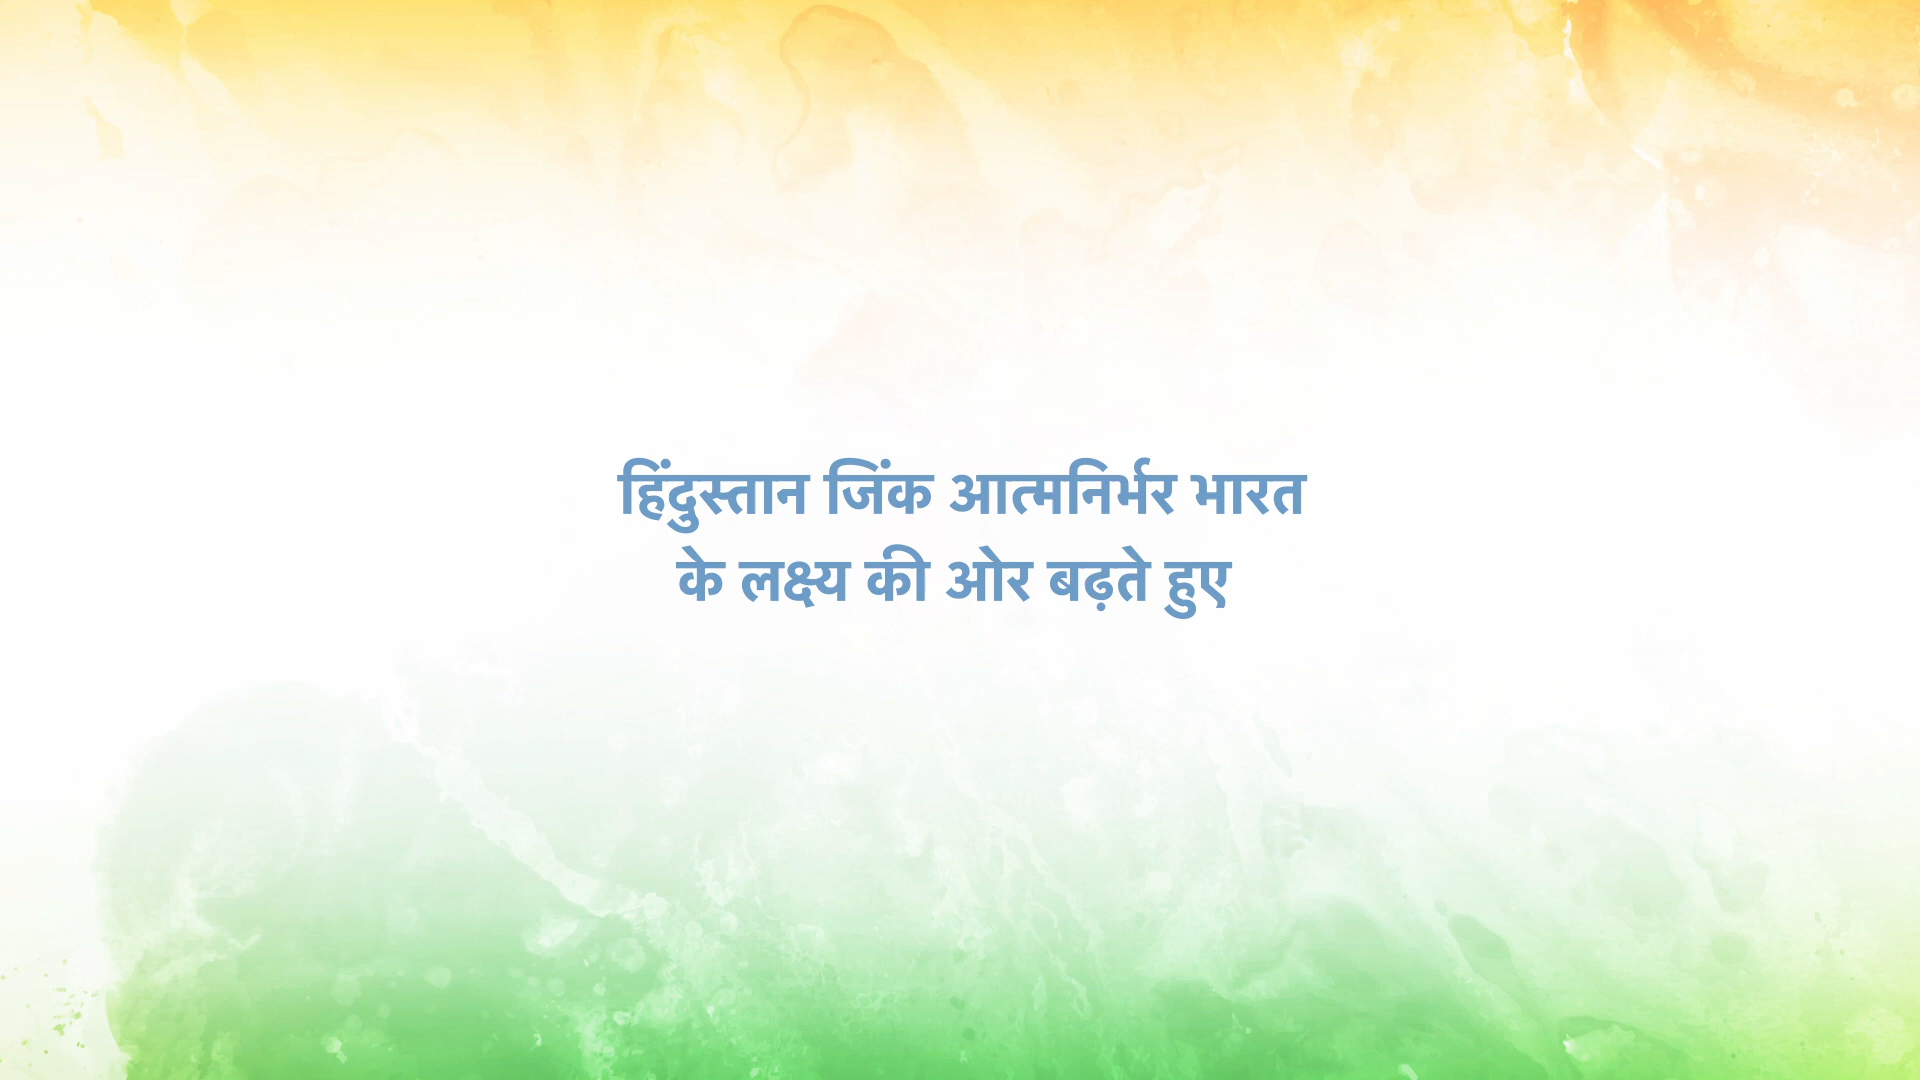 हिंदुस्तान जिंक आत्मनिर्भर भारत
के लक्ष्य की ओर बढ़ते हुए